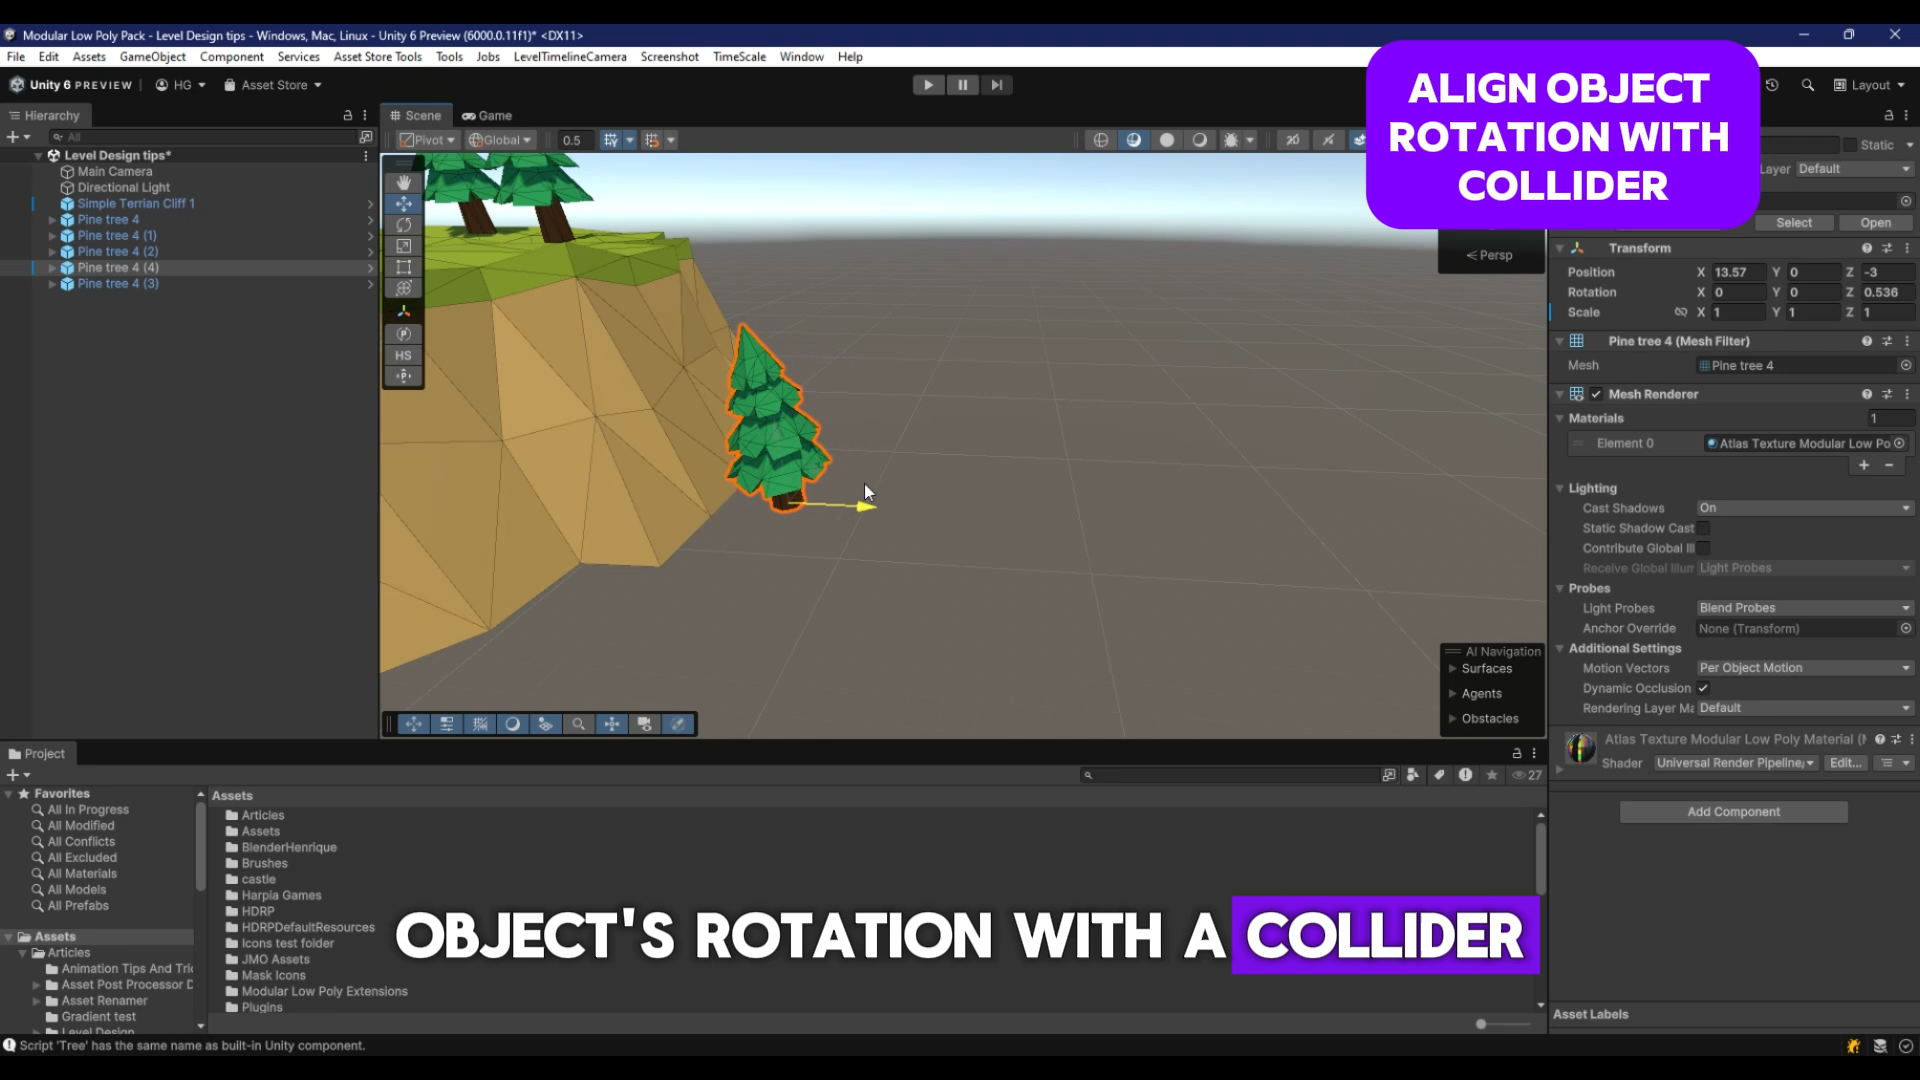 Modular Low Poly Pack - Level Design tips - Windows, Mac, Linux - Unity 6 Preview (6000.0.11f1)* <DX11>
File Edit Assets GameObject Component Services Asset Store Tools Tools Jobs LevelTimelineCamera Screenshot TimeScale Window Help
Unity 6 PREVIEW HG Asset Store
Layout
ALIGN OBJECT
ROTATION WITH
COLLIDER
Hierarchy
All
Level Design tips*
Main Camera
Directional Light
Simple Terrian Cliff 1
Pine tree 4
Pine tree 4 (1)
Pine tree 4 (2)
Pine tree 4 (4)
Pine tree 4 (3)
Scene Game
Pivot Global 0.5
2D
P
HS
P
Persp
AI Navigation
Surfaces
Agents
Obstacles
Static
Layer Default
Select Open
Transform
Position X 13.57 Y 0 Z -3
Rotation X 0 Y 0 Z 0.536
Scale X 1 Y 1 Z 1
Pine tree 4 (Mesh Filter)
Mesh Pine tree 4
Mesh Renderer
Materials 1
Element 0 Atlas Texture Modular Low Po
Lighting
Cast Shadows On
Static Shadow Cast
Contribute Global Ill
Receive Global Illum Light Probes
Probes
Light Probes Blend Probes
Anchor Override None (Transform)
Additional Settings
Motion Vectors Per Object Motion
Dynamic Occlusion
Rendering Layer Ma Default
Atlas Texture Modular Low Poly Material (
Shader Universal Render Pipeline/ Edit...
Add Component
Asset Labels
Project
27
Favorites
All In Progress
All Modified
All Conflicts
All Excluded
All Materials
All Models
All Prefabs
Assets
Articles
Animation Tips And Tri
Asset Post Processor D
Asset Renamer
Gradient test
Level Design
Assets
Articles
Assets
BlenderHenrique
Brushes
castle
Harpia Games
HDRP
HDRPDefaultResources
Icons test folder
JMO Assets
Mask Icons
Modular Low Poly Extensions
Plugins
OBJECT'S ROTATION WITH A COLLIDER
Script 'Tree' has the same name as built-in Unity component.